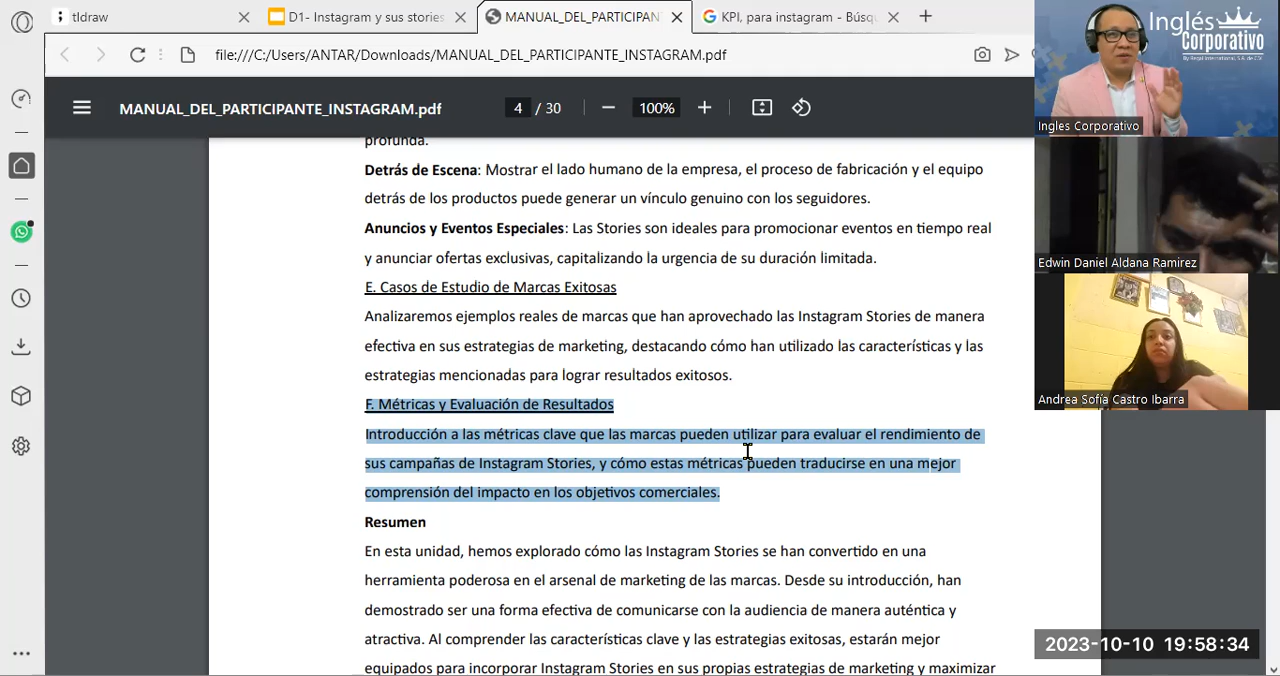 tldraw
D1- Instagram y sus stories
MANUAL_DEL_PARTICIPAN
KPI, para instagram - Búsq
file:///C:/Users/ANTAR/Downloads/MANUAL_DEL_PARTICIPANTE_INSTAGRAM.pdf
MANUAL_DEL_PARTICIPANTE_INSTAGRAM.pdf
4 / 30
100%
profunda.
Detrás de Escena: Mostrar el lado humano de la empresa, el proceso de fabricación y el equipo
detrás de los productos puede generar un vínculo genuino con los seguidores.
Anuncios y Eventos Especiales: Las Stories son ideales para promocionar eventos en tiempo real
y anunciar ofertas exclusivas, capitalizando la urgencia de su duración limitada.
E. Casos de Estudio de Marcas Exitosas
Analizaremos ejemplos reales de marcas que han aprovechado las Instagram Stories de manera
efectiva en sus estrategias de marketing, destacando cómo han utilizado las características y las
estrategias mencionadas para lograr resultados exitosos.
F. Métricas y Evaluación de Resultados
Introducción a las métricas clave que las marcas pueden utilizar para evaluar el rendimiento de
sus campañas de Instagram Stories, y cómo estas métricas pueden traducirse en una mejor
comprensión del impacto en los objetivos comerciales.
Resumen
En esta unidad, hemos explorado cómo las Instagram Stories se han convertido en una
herramienta poderosa en el arsenal de marketing de las marcas. Desde su introducción, han
demostrado ser una forma efectiva de comunicarse con la audiencia de manera auténtica y
atractiva. Al comprender las características clave y las estrategias exitosas, estarán mejor
equipados para incorporar Instagram Stories en sus propias estrategias de marketing y maximizar
Inglés
Corporativo
By Regal International, S.A. de C.V.
Ingles Corporativo
Edwin Daniel Aldana Ramirez
Andrea Sofía Castro Ibarra
2023-10-10 19:58:34